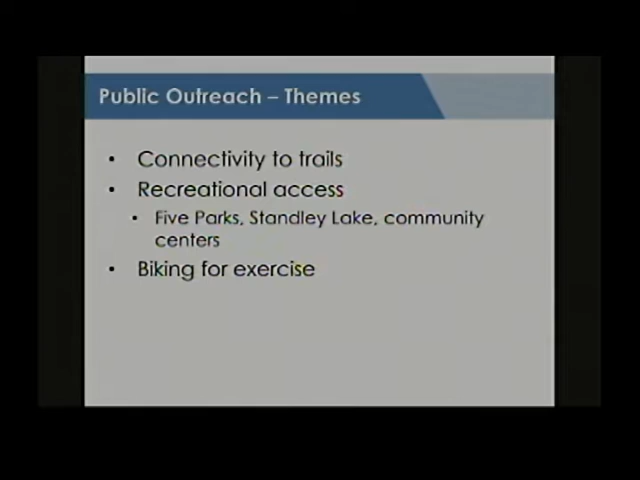 Public Outreach – Themes
• Connectivity to trails
• Recreational access
• Five Parks, Standley Lake, community
centers
• Biking for exercise